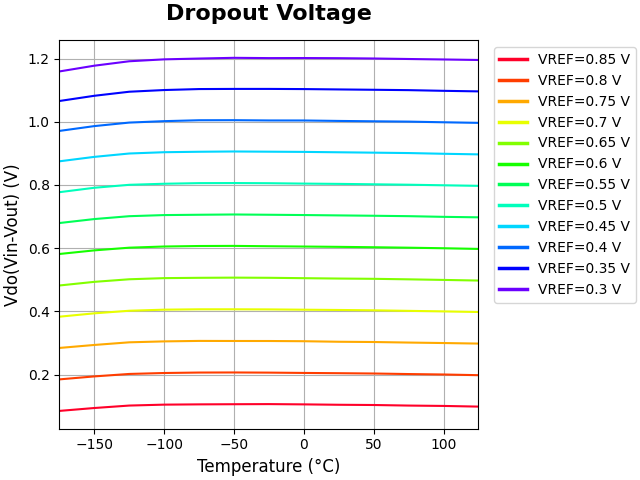 Dropout Voltage
Vdo(Vin-Vout) (V)
1.2
1.0
0.8
0.6
0.4
0.2
−150
−100
−50
0
50
100
Temperature (°C)
VREF=0.85 V
VREF=0.8 V
VREF=0.75 V
VREF=0.7 V
VREF=0.65 V
VREF=0.6 V
VREF=0.55 V
VREF=0.5 V
VREF=0.45 V
VREF=0.4 V
VREF=0.35 V
VREF=0.3 V